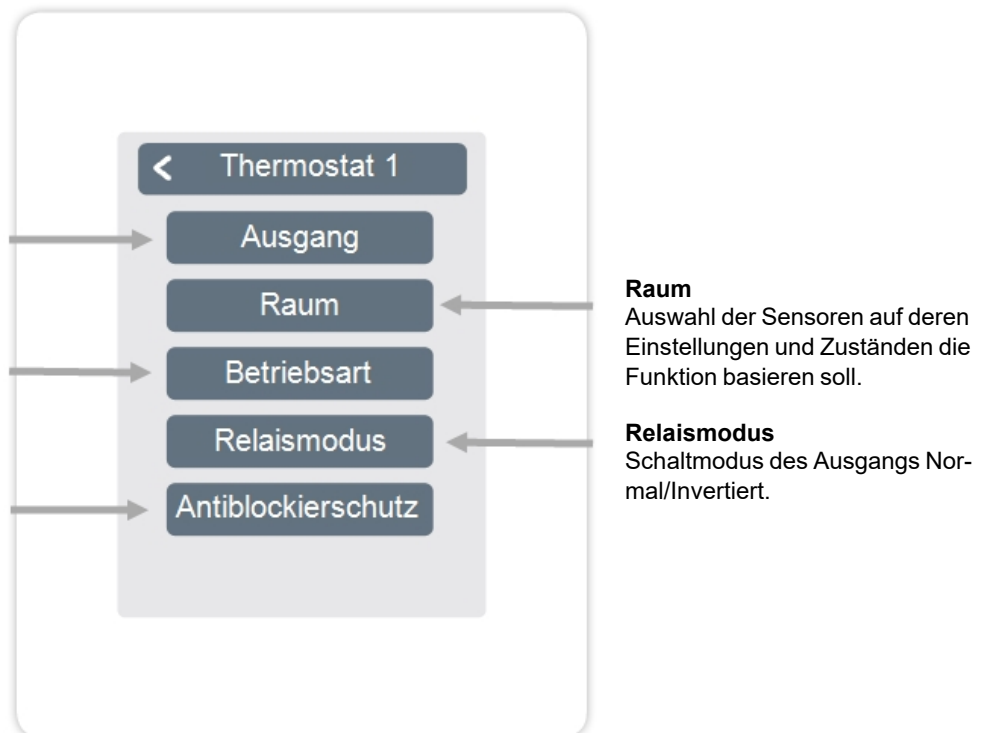 < Thermostat 1
Ausgang
Raum
Betriebsart
Relaismodus
Antiblockierschutz
Raum
Auswahl der Sensoren auf deren
Einstellungen und Zuständen die
Funktion basieren soll.
Relaismodus
Schaltmodus des Ausgangs Nor-
mal/Invertiert.